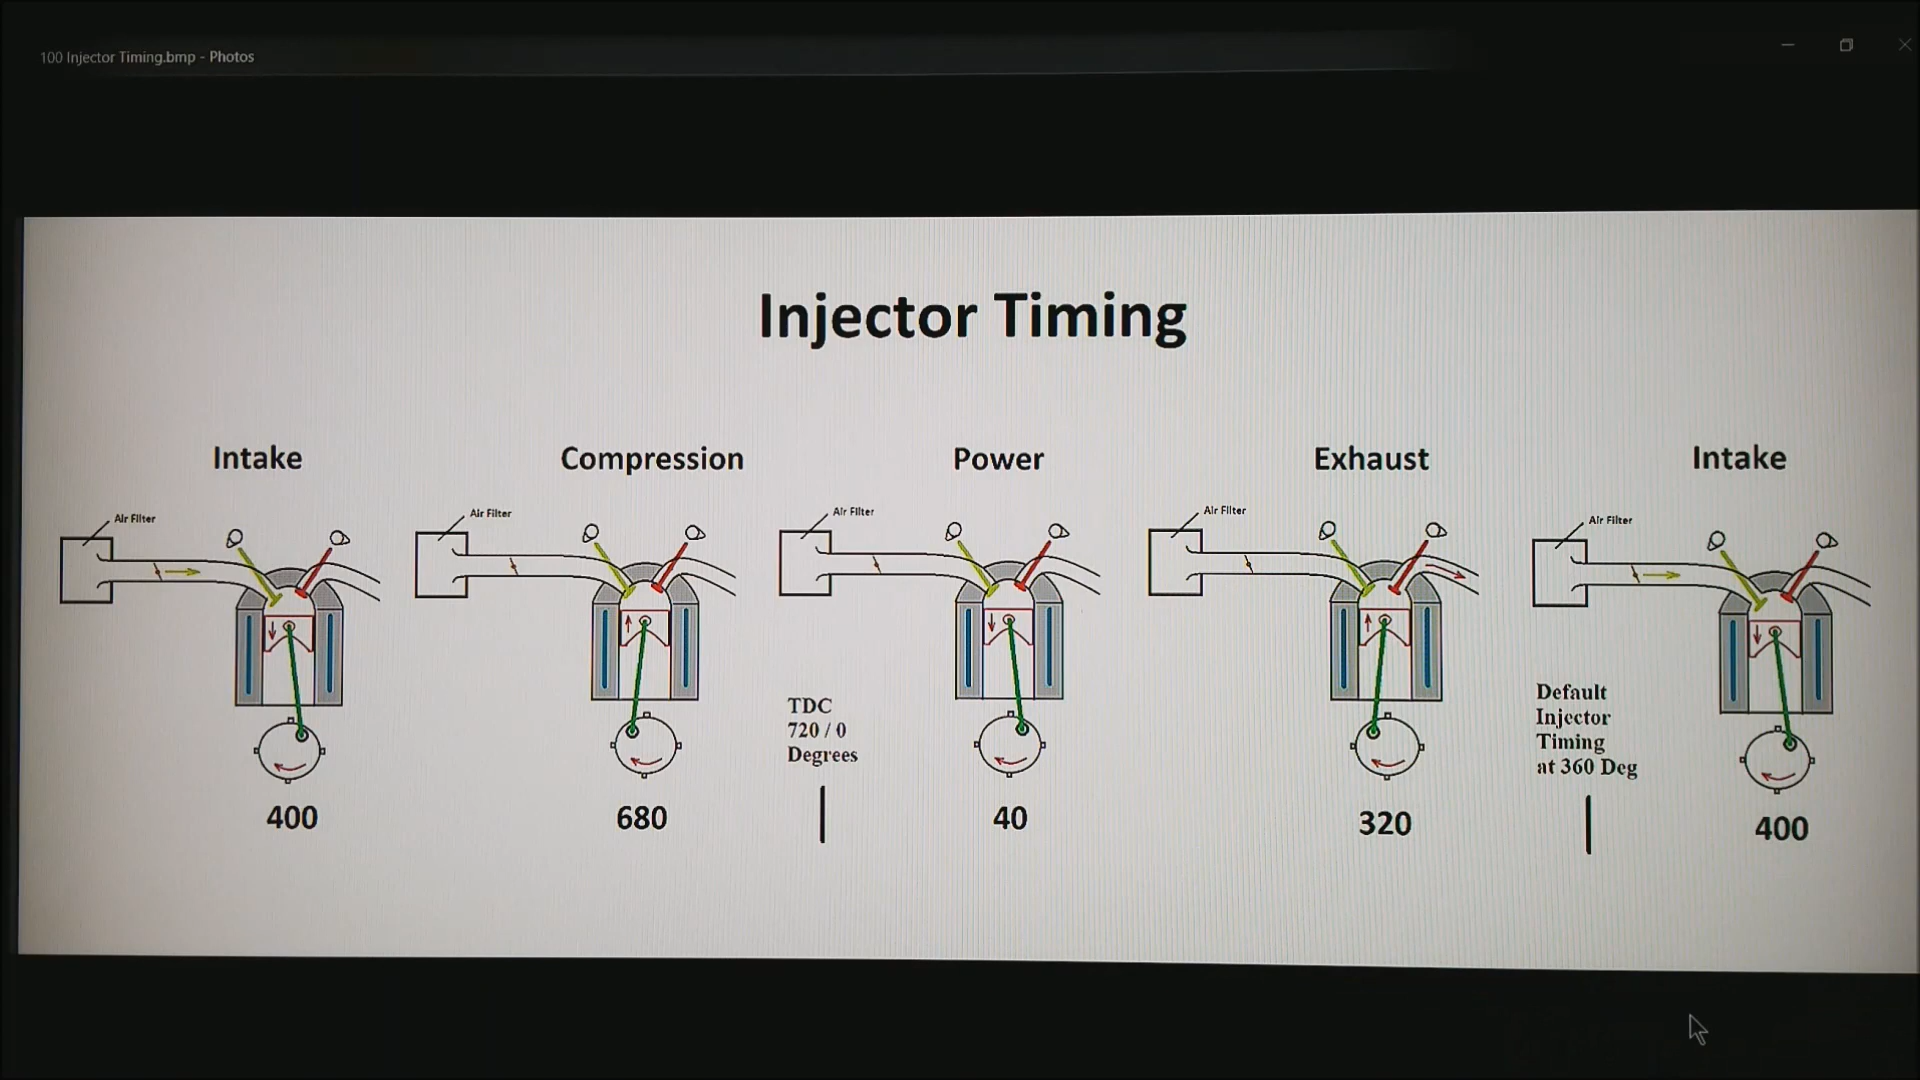 100 Injector Timing.bmp - Photos
Injector Timing
Intake
Compression
Power
Exhaust
Intake
Air Filter
Air Filter
Air Filter
Air Filter
Air Filter
TDC
720 / 0
Degrees
Default
Injector
Timing
at 360 Deg
400
680
40
320
400